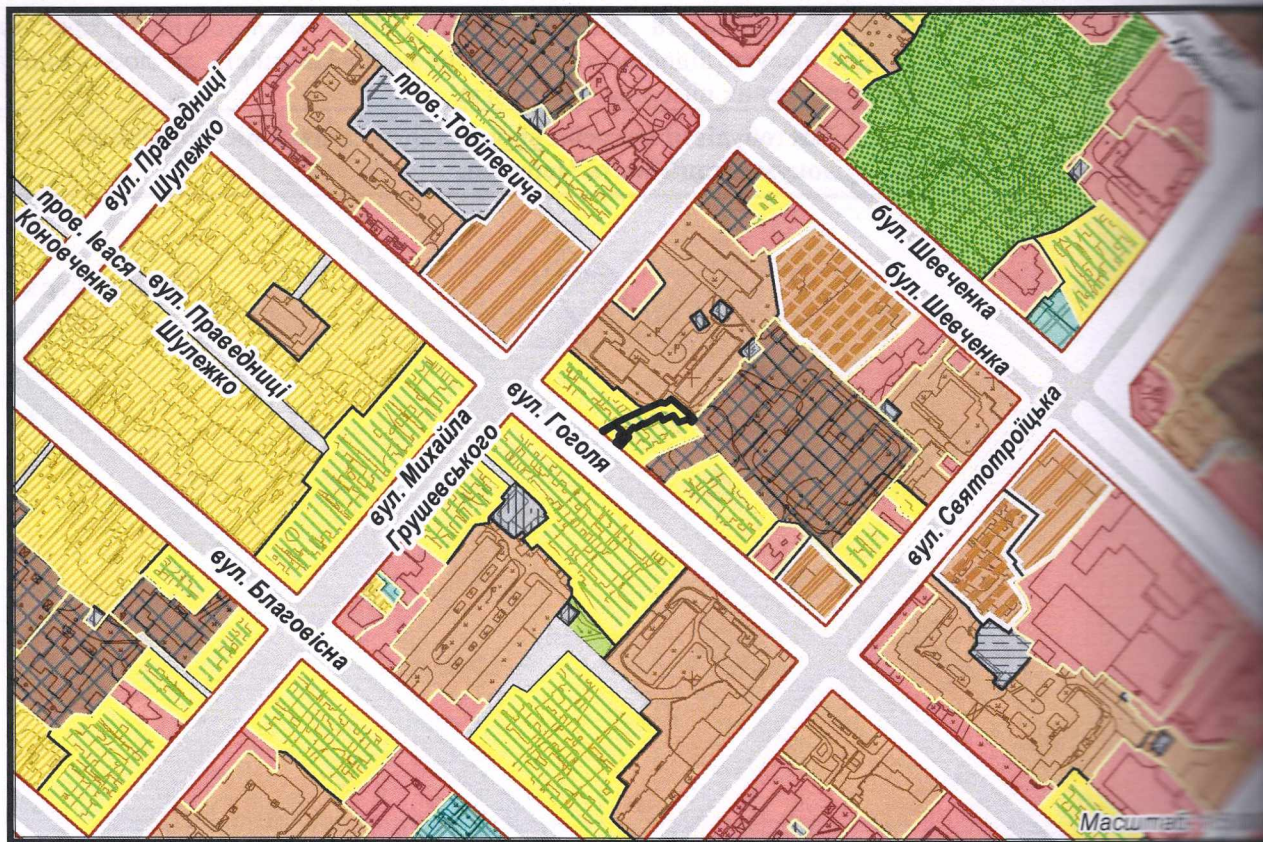 вул. Праведниці
Шулежко
пров. Тобілевича
пров. Івася
Коновченка
вул. Праведниці
Шулежко
бул. Шевченка
бул. Шевченка
вул. Гоголя
вул. Михайла
Грушевського
вул. Святотроїцька
вул. Благовісна
Масштаб